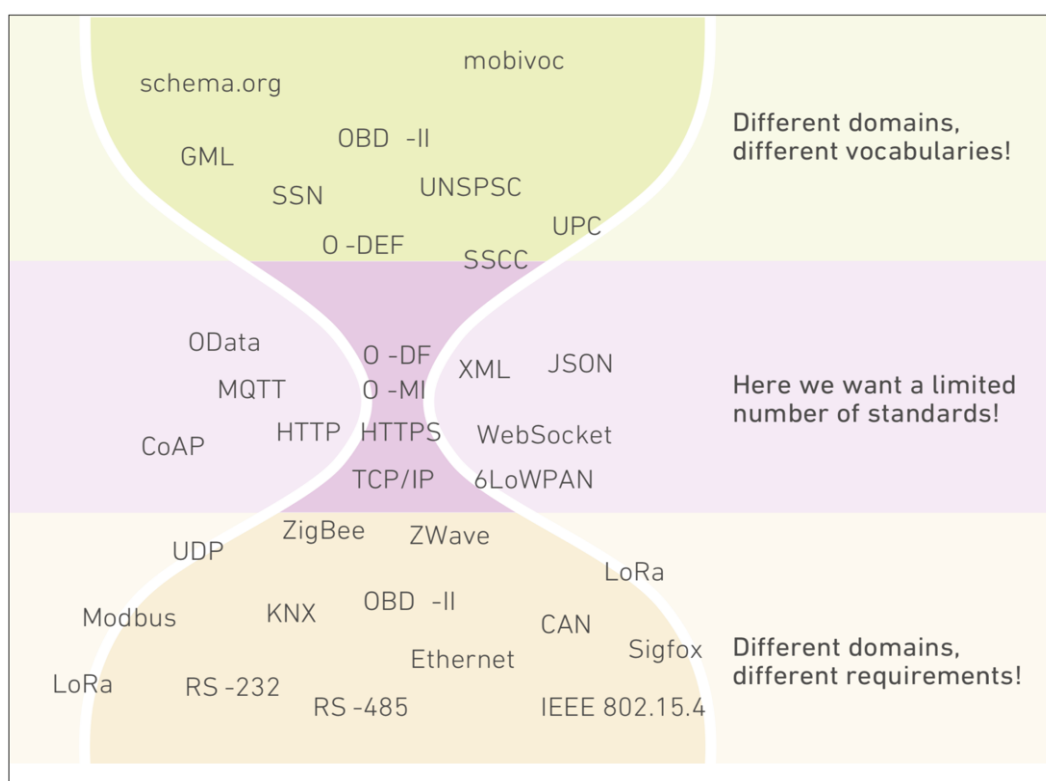 mobivoc
schema.org
Different domains,
different vocabularies!
OBD -II
GML
UNSPSC
SSN
UPC
O -DEF
SSCC
OData
O -DF
XML
JSON
MQTT
O -MI
Here we want a limited
number of standards!
HTTP
HTTPS
WebSocket
CoAP
TCP/IP
6LoWPAN
ZigBee
ZWave
UDP
LoRa
OBD -II
Modbus
KNX
CAN
Sigfox
Ethernet
Different domains,
different requirements!
LoRa
RS -232
RS -485
IEEE 802.15.4